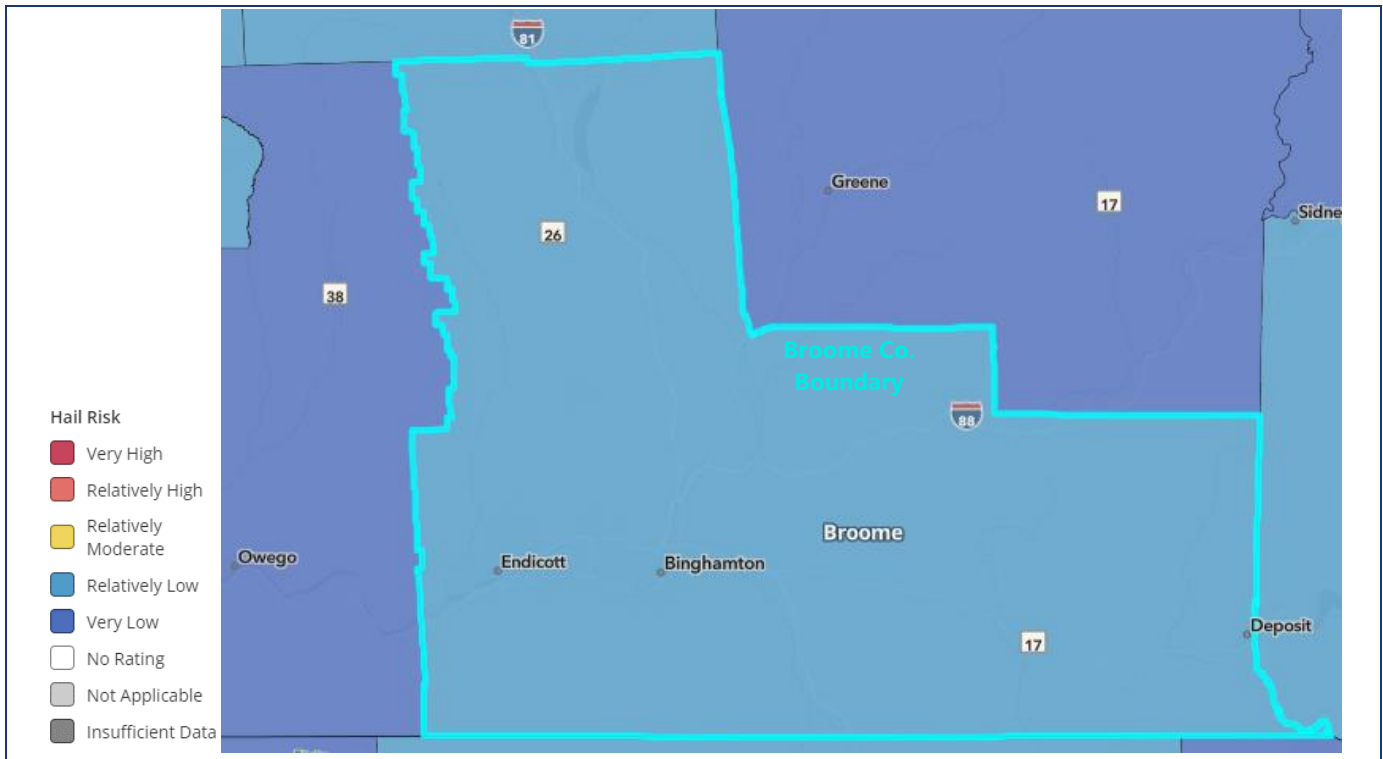 81
Greene
17
Sidne
26
38
Broome Co.
Boundary
88
Hail Risk
Very High
Relatively High
Relatively
Moderate
Relatively Low
Very Low
No Rating
Not Applicable
Insufficient Data
Broome
Owego
Endicott
Binghamton
Deposit
17